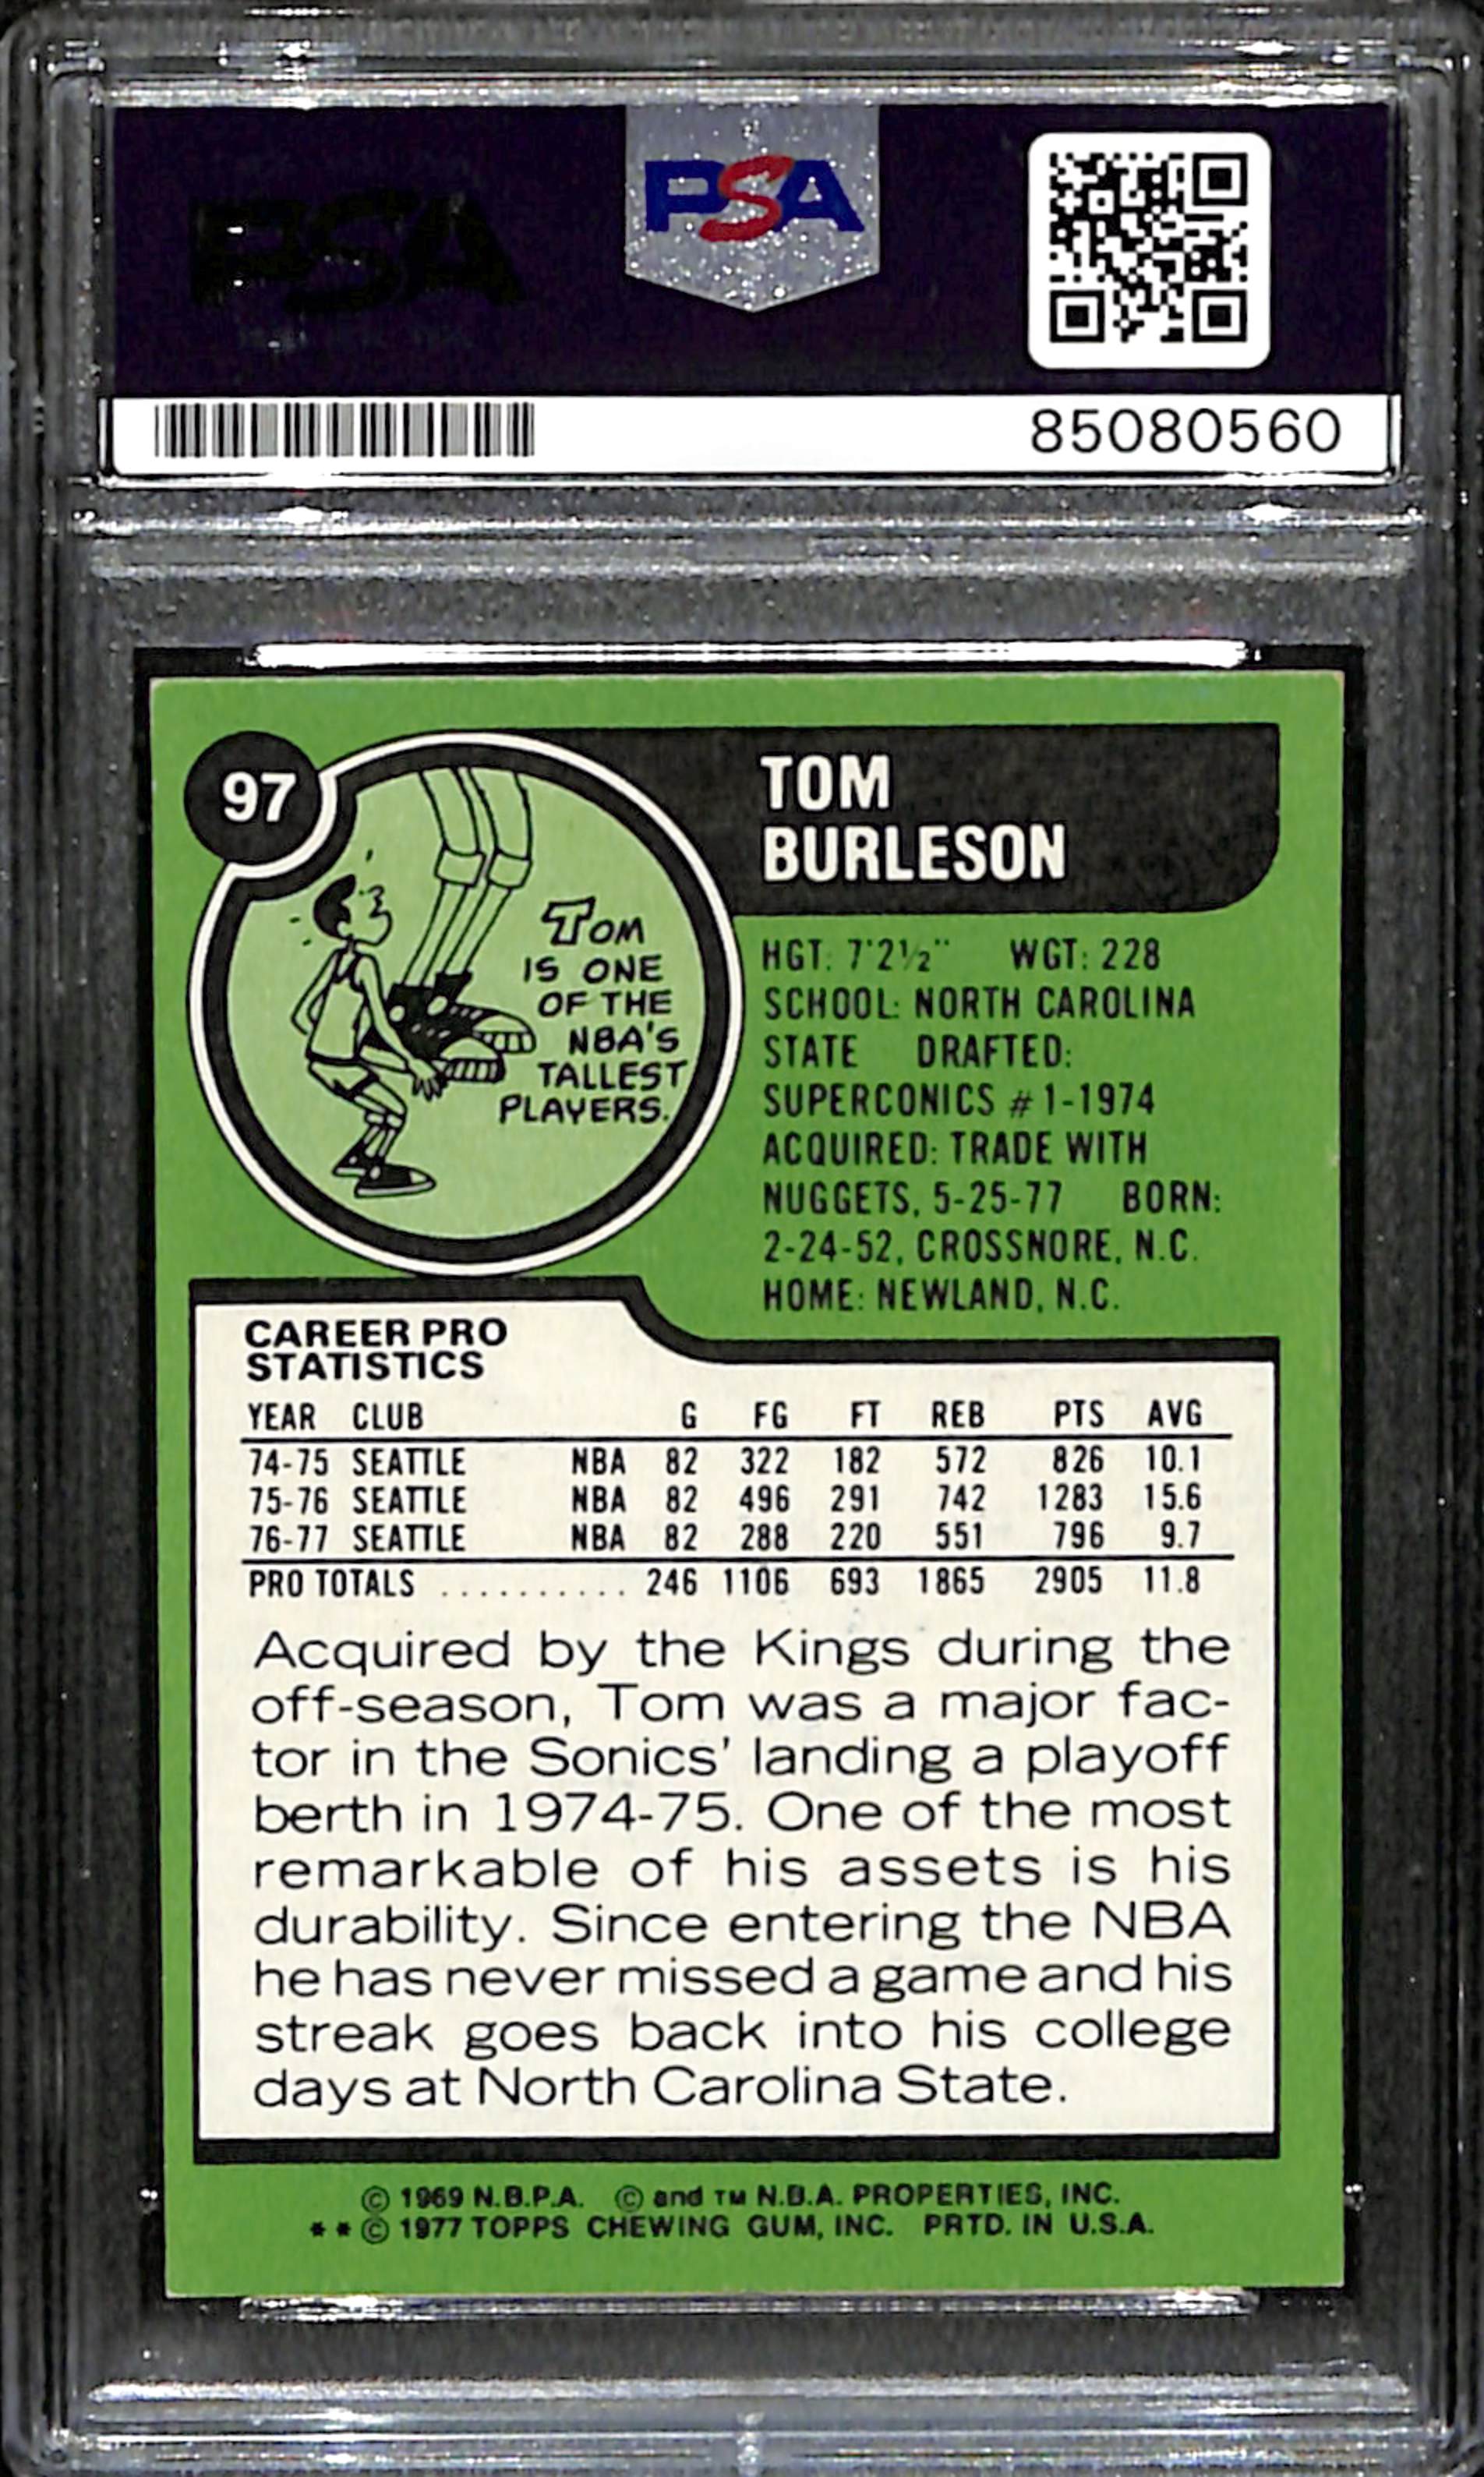 PSA
PSA
85080560
97
TOM
BURLESON
TOM
IS ONE
OF THE
NBA'S
TALLEST
PLAYERS.
HGT: 7'2½" WGT: 228
SCHOOL: NORTH CAROLINA
STATE DRAFTED:
SUPERCONICS #1-1974
ACQUIRED: TRADE WITH
NUGGETS, 5-25-77 BORN:
2-24-52, CROSSNORE, N.C.
HOME: NEWLAND, N.C.
CAREER PRO
STATISTICS
YEAR CLUB G FG FT REB PTS AVG
74-75 SEATTLE NBA 82 322 182 572 826 10.1
75-76 SEATTLE NBA 82 496 291 742 1283 15.6
76-77 SEATTLE NBA 82 288 220 551 796 9.7
PRO TOTALS .......... 246 1106 693 1865 2905 11.8
Acquired by the Kings during the
off-season, Tom was a major fac-
tor in the Sonics' landing a playoff
berth in 1974-75. One of the most
remarkable of his assets is his
durability. Since entering the NBA
he has never missed a game and his
streak goes back into his college
days at North Carolina State.
© 1969 N.B.P.A. © and TM N.B.A. PROPERTIES, INC.
**© 1977 TOPPS CHEWING GUM, INC. PRTD. IN U.S.A.